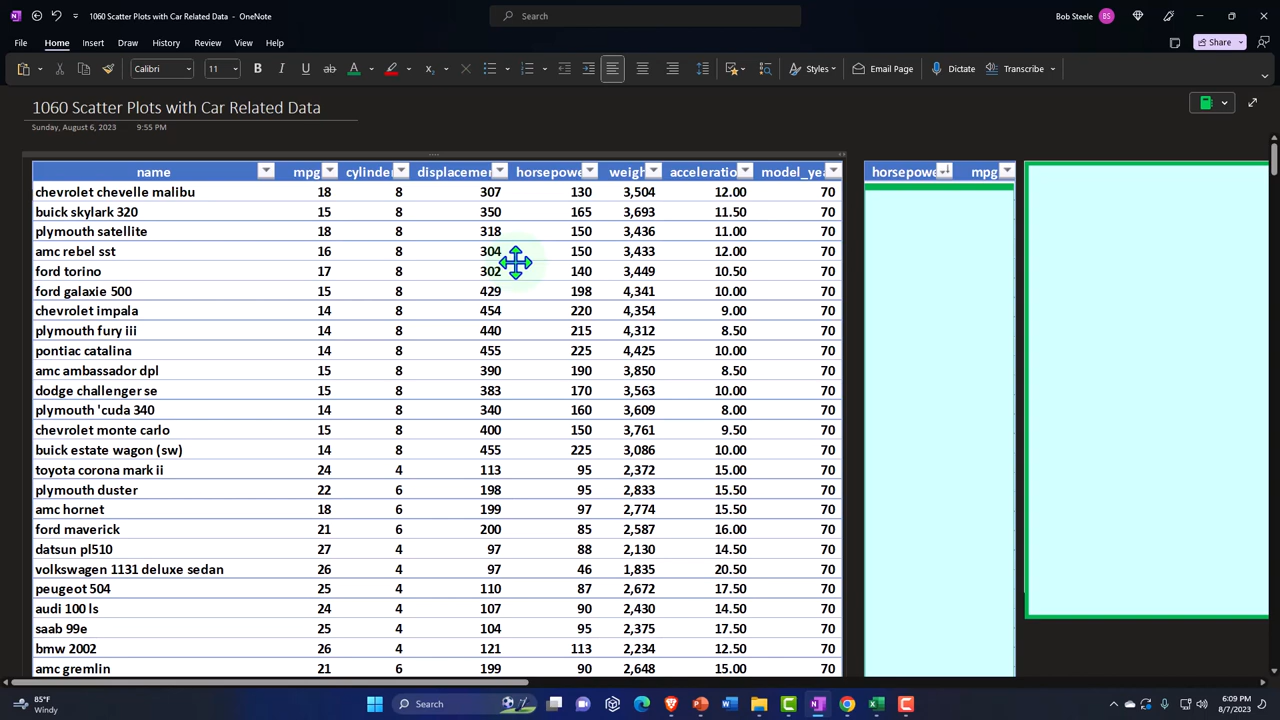 1060 Scatter Plots with Car Related Data - OneNote
Search
Bob Steele BS
File Home Insert Draw History Review View Help
Share
Calibri 11 B I U ab A x Styles Email Page Dictate Transcribe
1060 Scatter Plots with Car Related Data
Sunday, August 6, 2023 9:55 PM
name mpg cylinde displacemen horsepowe weigh acceleratio model_yea horsepowe mpg
chevrolet chevelle malibu 18 8 307 130 3,504 12.00 70
buick skylark 320 15 8 350 165 3,693 11.50 70
plymouth satellite 18 8 318 150 3,436 11.00 70
amc rebel sst 16 8 304 150 3,433 12.00 70
ford torino 17 8 302 140 3,449 10.50 70
ford galaxie 500 15 8 429 198 4,341 10.00 70
chevrolet impala 14 8 454 220 4,354 9.00 70
plymouth fury iii 14 8 440 215 4,312 8.50 70
pontiac catalina 14 8 455 225 4,425 10.00 70
amc ambassador dpl 15 8 390 190 3,850 8.50 70
dodge challenger se 15 8 383 170 3,563 10.00 70
plymouth 'cuda 340 14 8 340 160 3,609 8.00 70
chevrolet monte carlo 15 8 400 150 3,761 9.50 70
buick estate wagon (sw) 14 8 455 225 3,086 10.00 70
toyota corona mark ii 24 4 113 95 2,372 15.00 70
plymouth duster 22 6 198 95 2,833 15.50 70
amc hornet 18 6 199 97 2,774 15.50 70
ford maverick 21 6 200 85 2,587 16.00 70
datsun pl510 27 4 97 88 2,130 14.50 70
volkswagen 1131 deluxe sedan 26 4 97 46 1,835 20.50 70
peugeot 504 25 4 110 87 2,672 17.50 70
audi 100 ls 24 4 107 90 2,430 14.50 70
saab 99e 25 4 104 95 2,375 17.50 70
bmw 2002 26 4 121 113 2,234 12.50 70
amc gremlin 21 6 199 90 2,648 15.00 70
85°F
Windy
Search
6:09 PM
8/7/2023